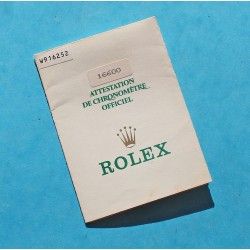 W916252
16600
ATTESTATION
DE CHRONOMÈTRE
OFFICIEL
ROLEX